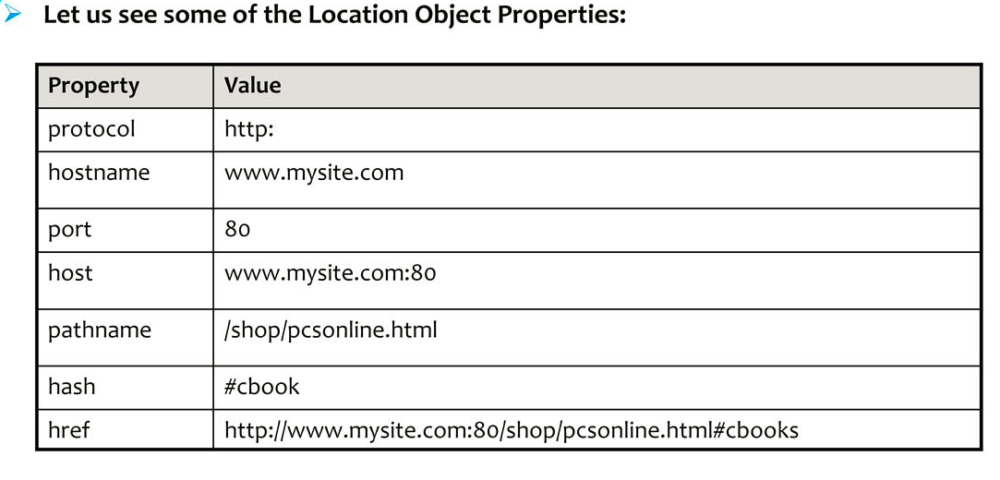 Let us see some of the Location Object Properties:
Property Value
protocol http:
hostname www.mysite.com
port 80
host www.mysite.com:80
pathname /shop/pcsonline.html
hash #cbook
href http://www.mysite.com:80/shop/pcsonline.html#cbooks